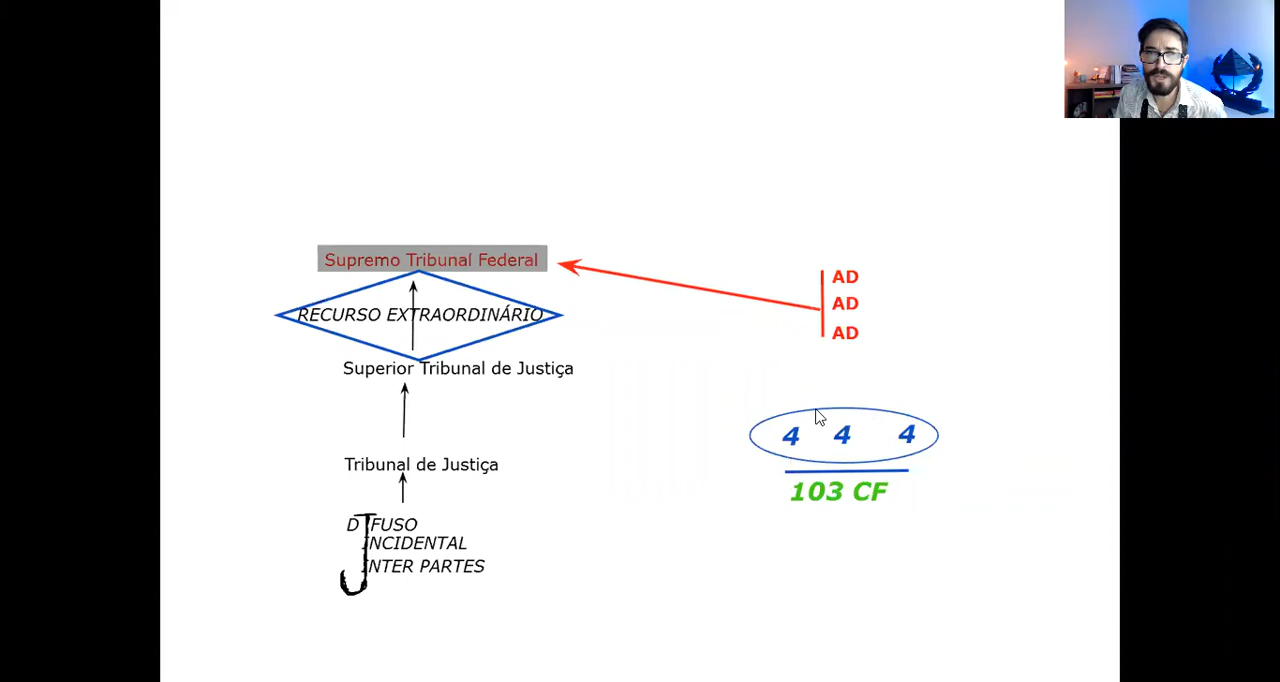 Supremo Tribunal Federal
RECURSO EXTRAORDINÁRIO
Superior Tribunal de Justiça
Tribunal de Justiça
DIFUSO
INCIDENTAL
INTER PARTES
AD
AD
AD
4 4 4
103 CF